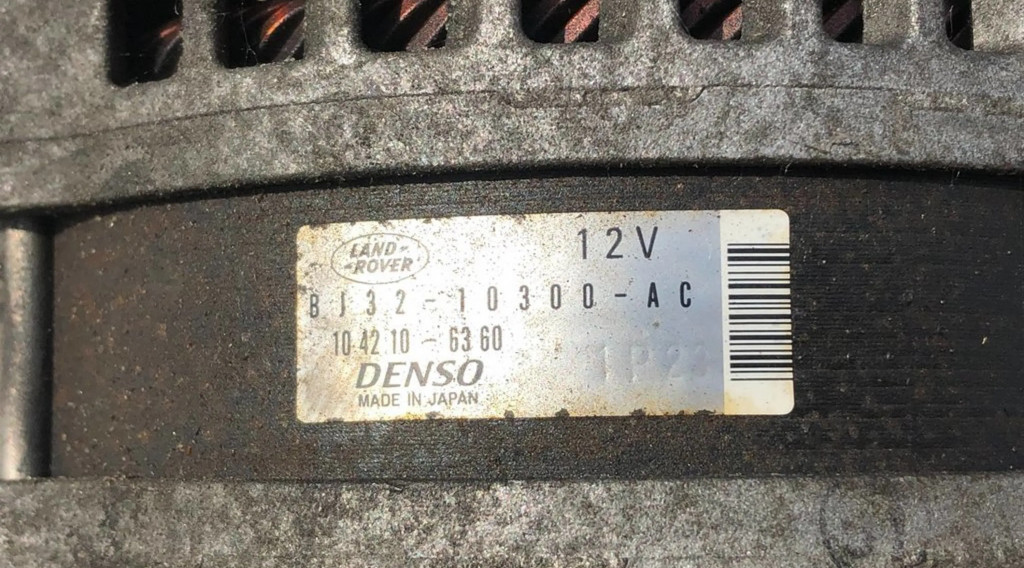 LAND-
-ROVER
12V
BJ32-10300-AC
104210-6360
DENSO
MADE IN JAPAN